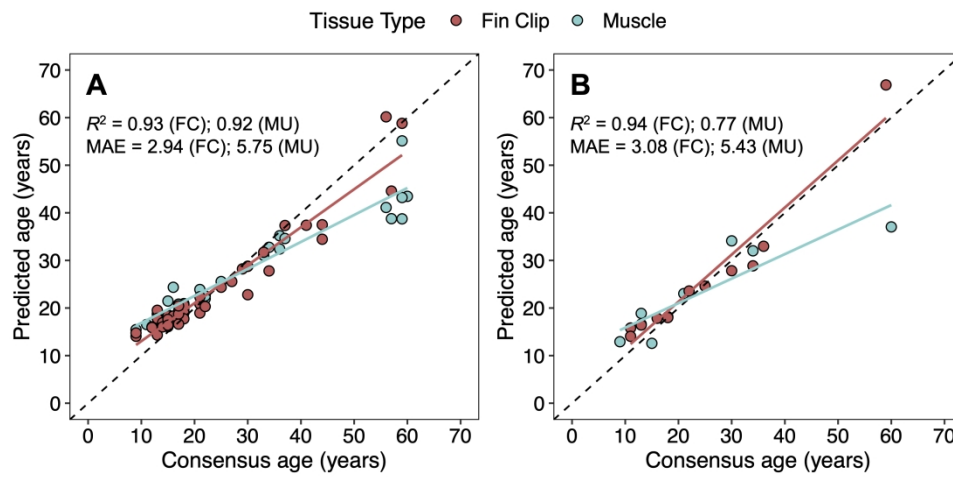 Tissue Type Fin Clip Muscle
A
R² = 0.93 (FC); 0.92 (MU)
MAE = 2.94 (FC); 5.75 (MU)
Predicted age (years)
70
60
50
40
30
20
10
0
0 10 20 30 40 50 60 70
Consensus age (years)
B
R² = 0.94 (FC); 0.77 (MU)
MAE = 3.08 (FC); 5.43 (MU)
Predicted age (years)
70
60
50
40
30
20
10
0
0 10 20 30 40 50 60 70
Consensus age (years)